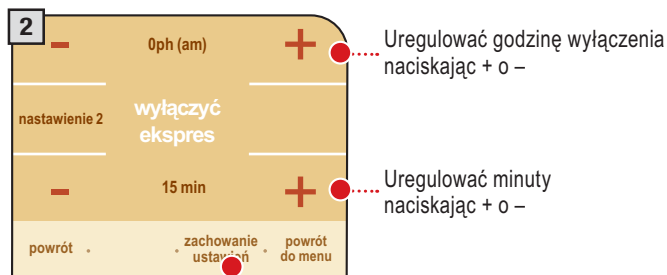 2
– 0ph (am) +
Uregulować godzinę wyłączenia
naciskając + o –
nastawienie 2
wyłączyć
ekspres
– 15 min +
Uregulować minuty
naciskając + o –
powrót
zachowanie
ustawień
powrót
do menu